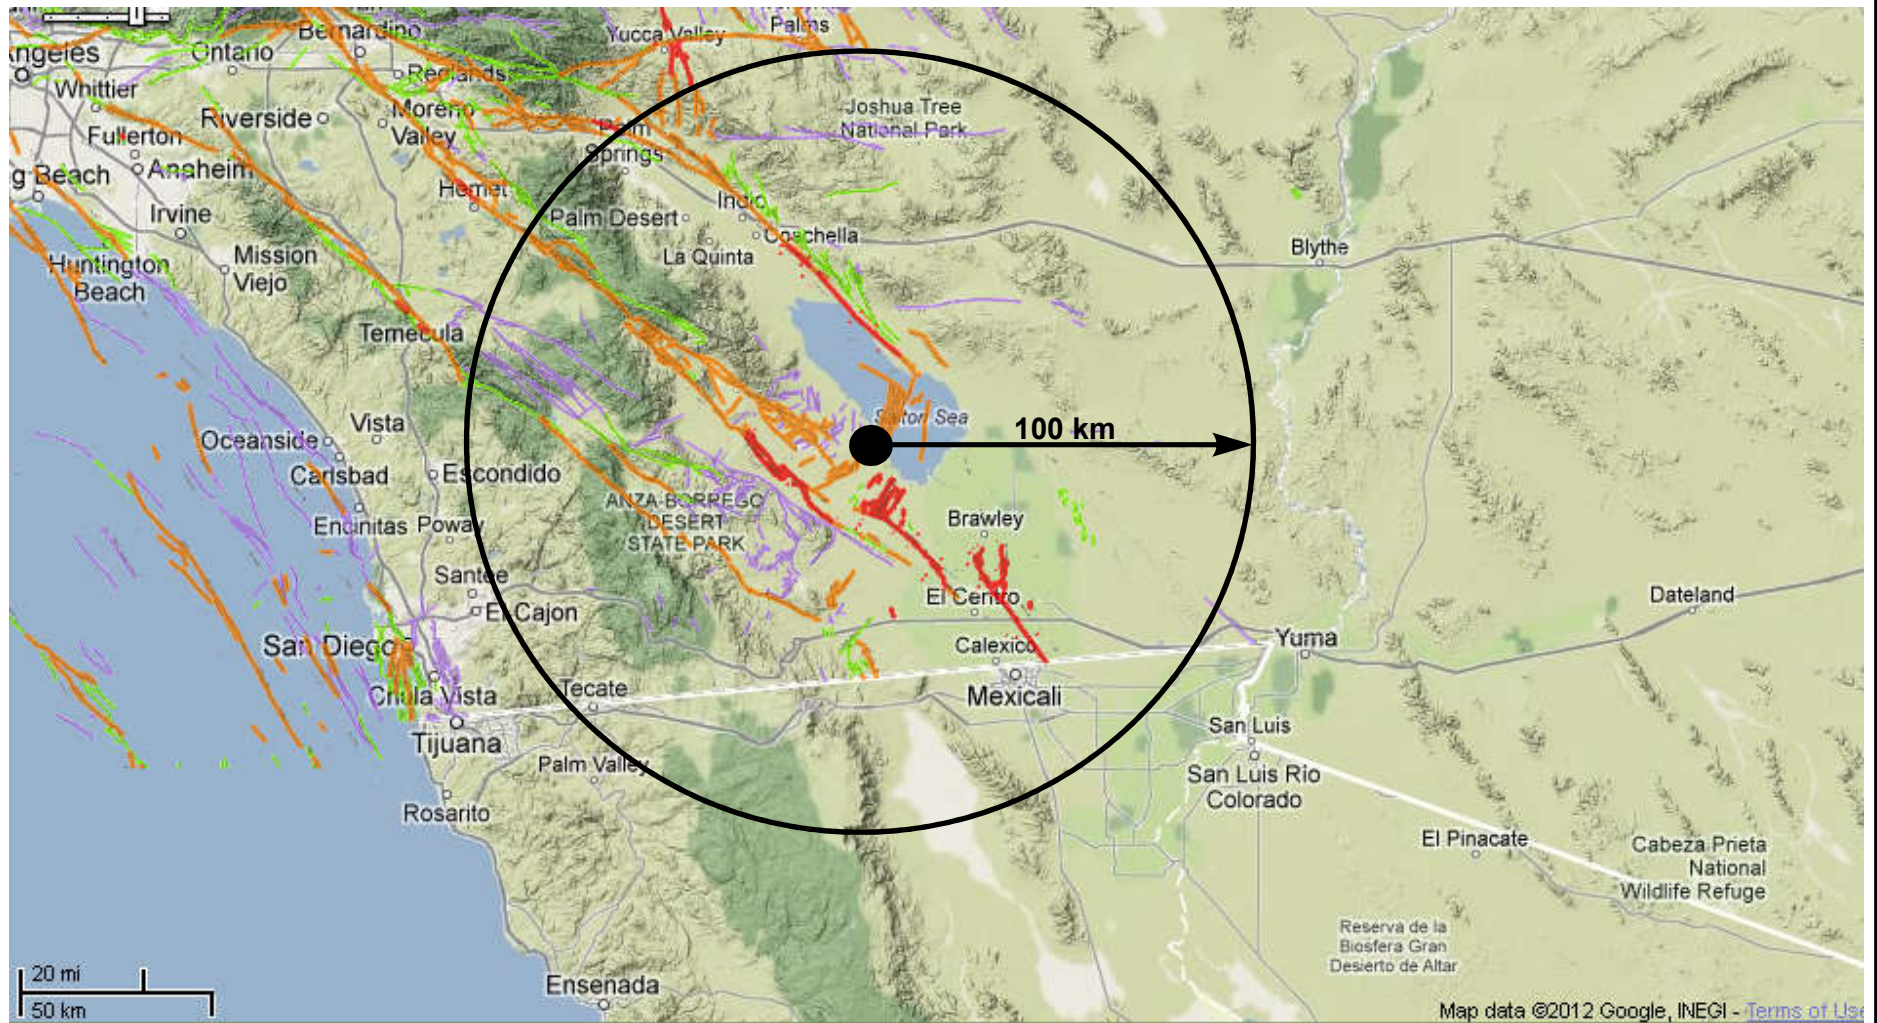 Bernardino
Yucca Valley
Palms
Ontario
Redlands
Whittier
Riverside
Moreno
Valley
Joshua Tree
National Park
Fullerton
Palm
Springs
Anaheim
g Beach
Hemet
Irvine
Palm Desert
Indio
Coachella
Mission
Viejo
La Quinta
Blythe
Huntington
Beach
Temecula
Salton Sea
100 km
Vista
Oceanside
Carlsbad
Escondido
ANZA-BORREGO
DESERT
STATE PARK
Encinitas
Poway
Brawley
Santee
El Cajon
El Centro
Dateland
San Diego
Calexico
Yuma
Chula Vista
Tecate
Mexicali
Tijuana
San Luis
Palm Valley
San Luis Río
Colorado
Rosarito
El Pinacate
Cabeza Prieta
National
Wildlife Refuge
Reserva de la
Biosfera Gran
Desierto de Altar
20 mi
50 km
Ensenada
Map data ©2012 Google, INEGI - Terms of Use